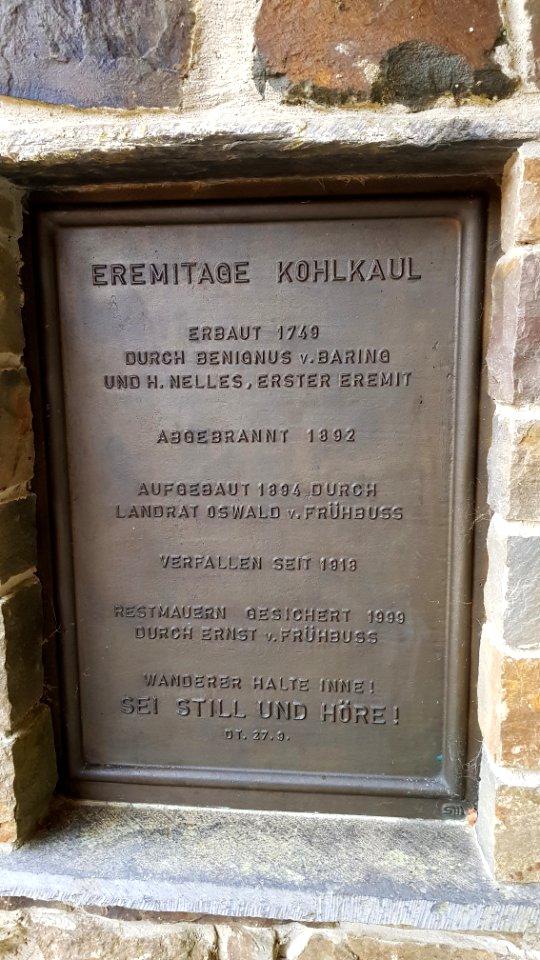 EREMITAGE KOHLKAUL
ERBAUT 1749
DURCH BENIGNUS v. BARING
UND H. NELLES, ERSTER EREMIT
ABGEBRANNT 1892
AUFGEBAUT 1894 DURCH
LANDRAT OSWALD v. FRÜHBUSS
VERFALLEN SEIT 1918
RESTMAUERN GESICHERT 1999
DURCH ERNST v. FRÜHBUSS
WANDERER HALTE INNE!
SEI STILL UND HÖRE!
DT. 27.9.